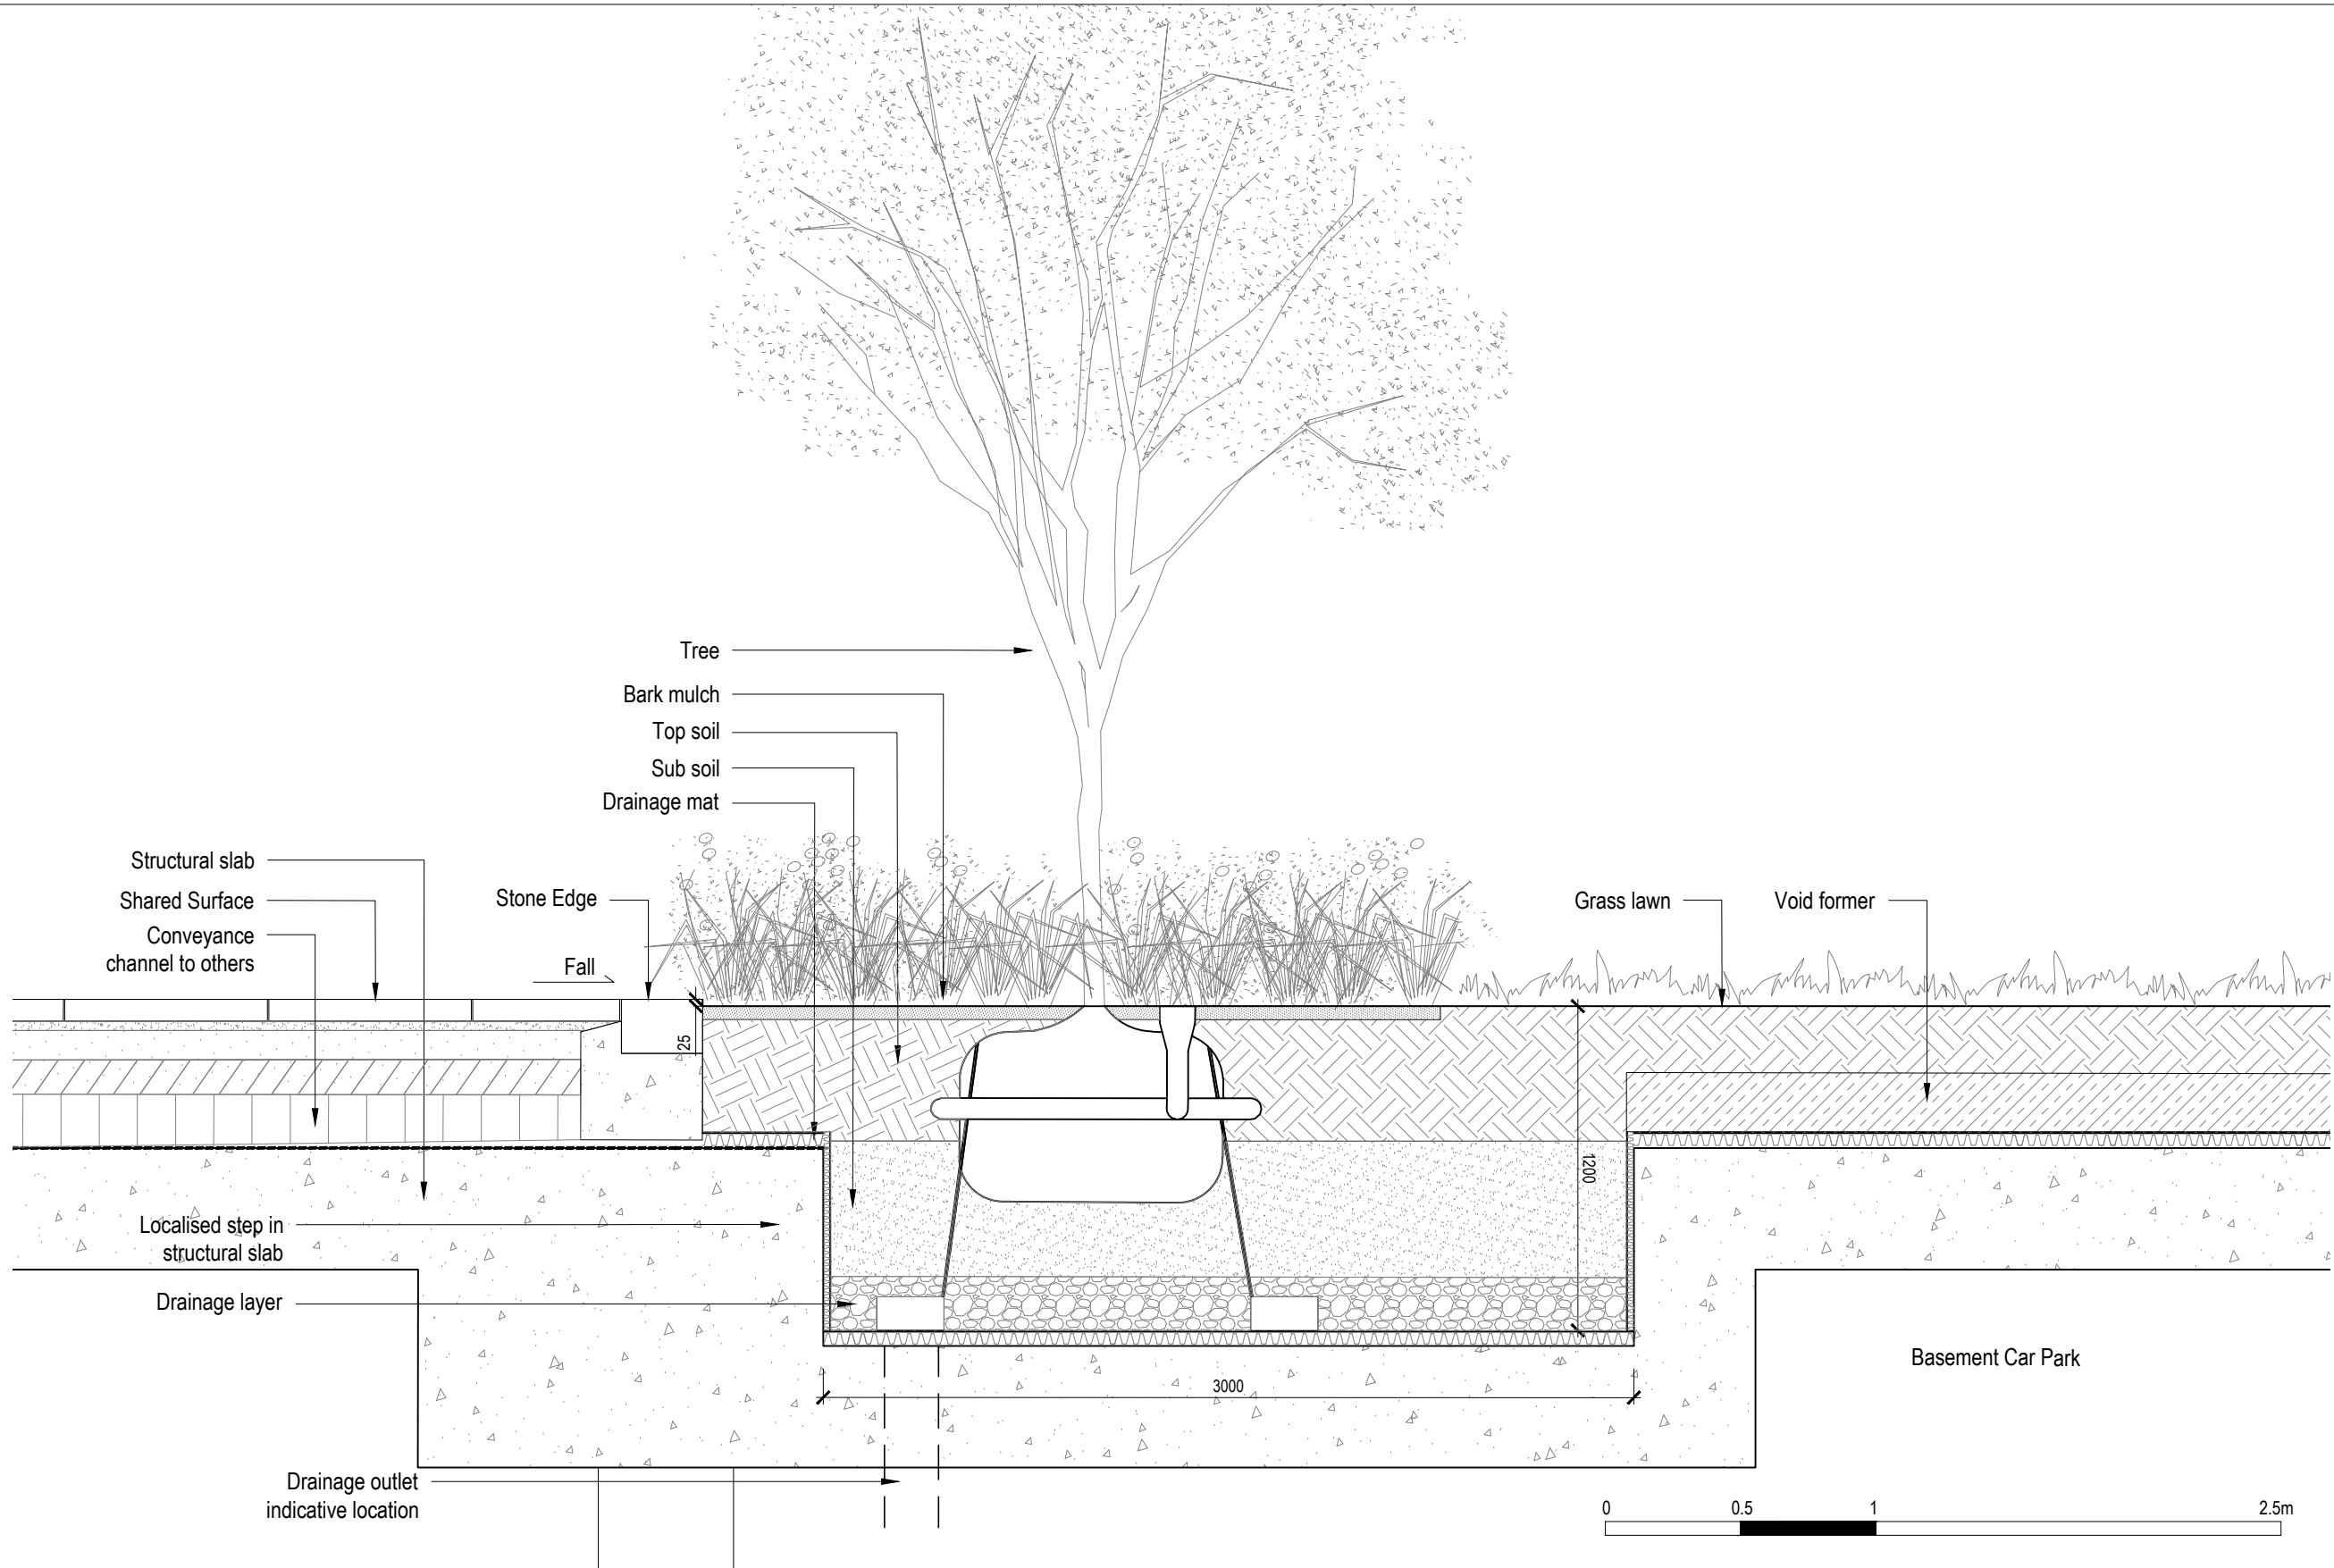 Tree
Bark mulch
Top soil
Sub soil
Drainage mat
Structural slab
Shared Surface
Conveyance
channel to others
Stone Edge
Fall
Grass lawn
Void former
25
1200
Localised step in
structural slab
Drainage layer
Basement Car Park
3000
Drainage outlet
indicative location
0 0.5 1 2.5m